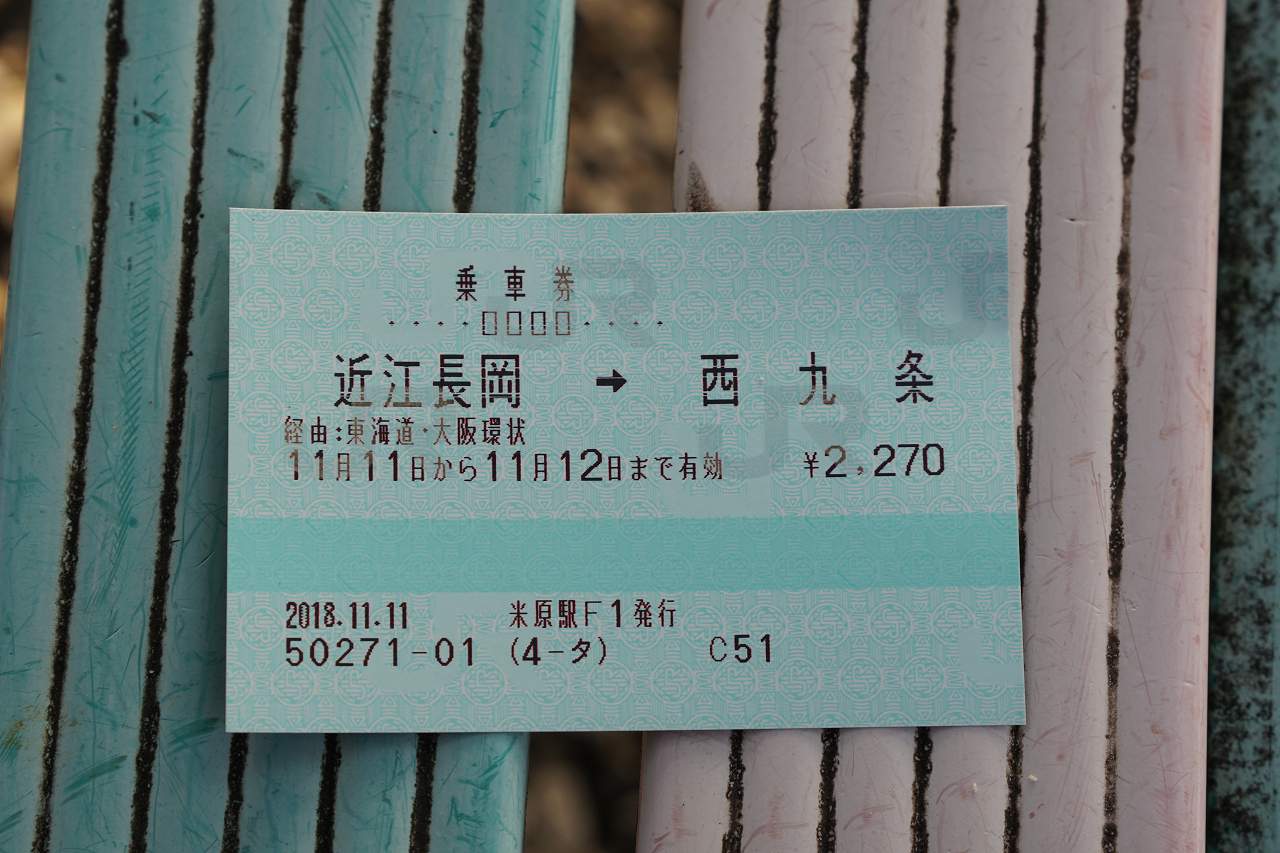 乗車券
・・・・▯▯▯▯・・・・
近江長岡 ➡ 西九条
経由:東海道・大阪環状
11月11日から11月12日まで有効 ¥2,270
2018.11.11 米原駅F1発行
50271-01 (4-タ) C51